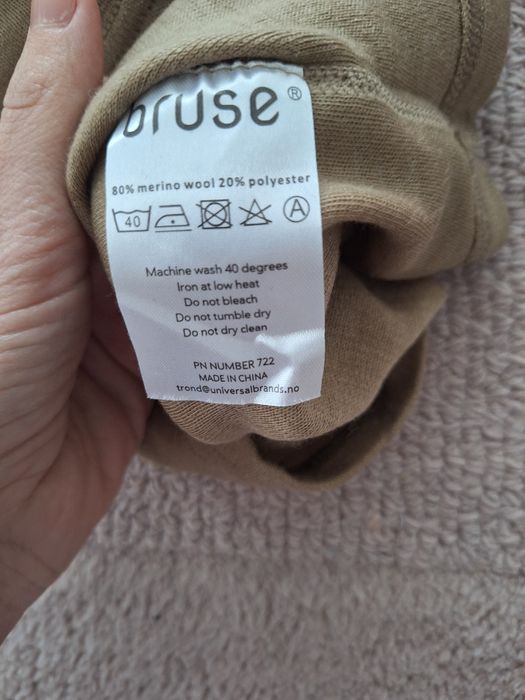 bruse®
80% merino wool 20% polyester
40 A
Machine wash 40 degrees
Iron at low heat
Do not bleach
Do not tumble dry
Do not dry clean
PN NUMBER 722
MADE IN CHINA
trond@universalbrands.no